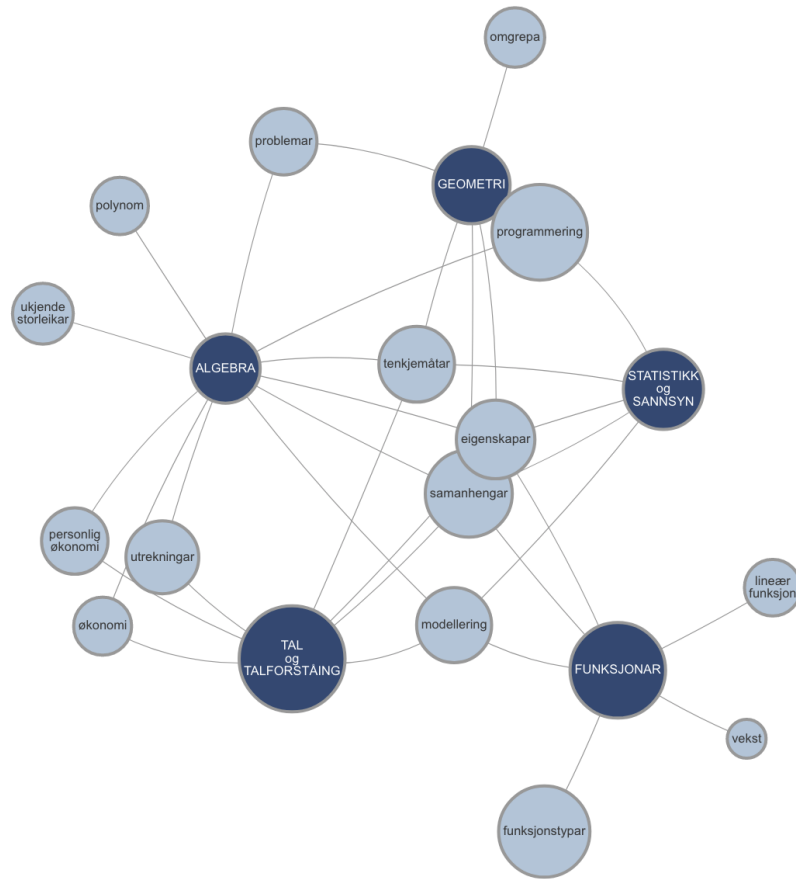 omgrepa
problemar
GEOMETRI
polynom
programmering
ukjende
storleikar
ALGEBRA
tenkjemåtar
STATISTIKK
og
SANNSYN
eigenskapar
samanhengar
personlig
økonomi
utrekningar
lineær
funksjon
økonomi
modellering
TAL
og
TALFORSTÅING
FUNKSJONAR
vekst
funksjonstypar